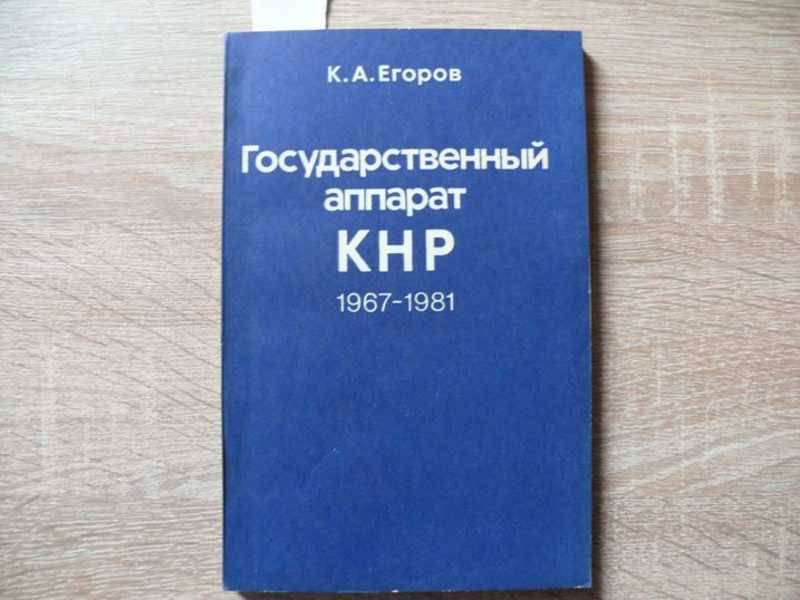 К. А. Егоров
Государственный
аппарат
КНР
1967-1981